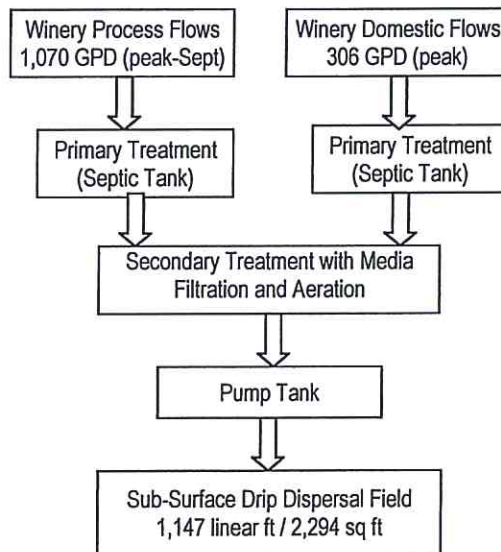 Winery Process Flows
1,070 GPD (peak-Sept)
Winery Domestic Flows
306 GPD (peak)
Primary Treatment
(Septic Tank)
Primary Treatment
(Septic Tank)
Secondary Treatment with Media
Filtration and Aeration
Pump Tank
Sub-Surface Drip Dispersal Field
1,147 linear ft / 2,294 sq ft